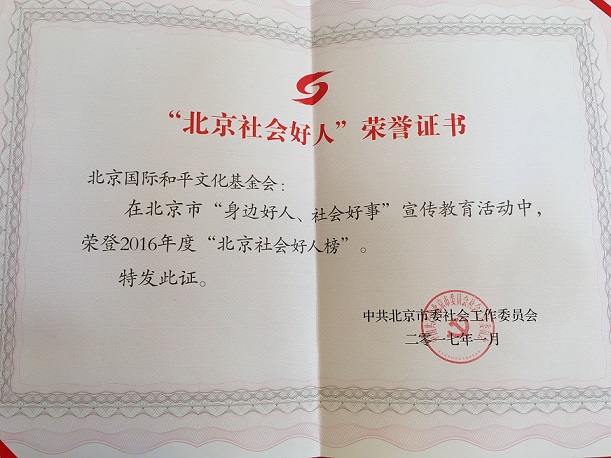 “北京社会好人”荣誉证书
北京国际和平文化基金会：
在北京市“身边好人、社会好事”宣传教育活动中，
荣登2016年度“北京社会好人榜”。
特发此证。
中共北京市委社会工作委员会
二零一七年一月